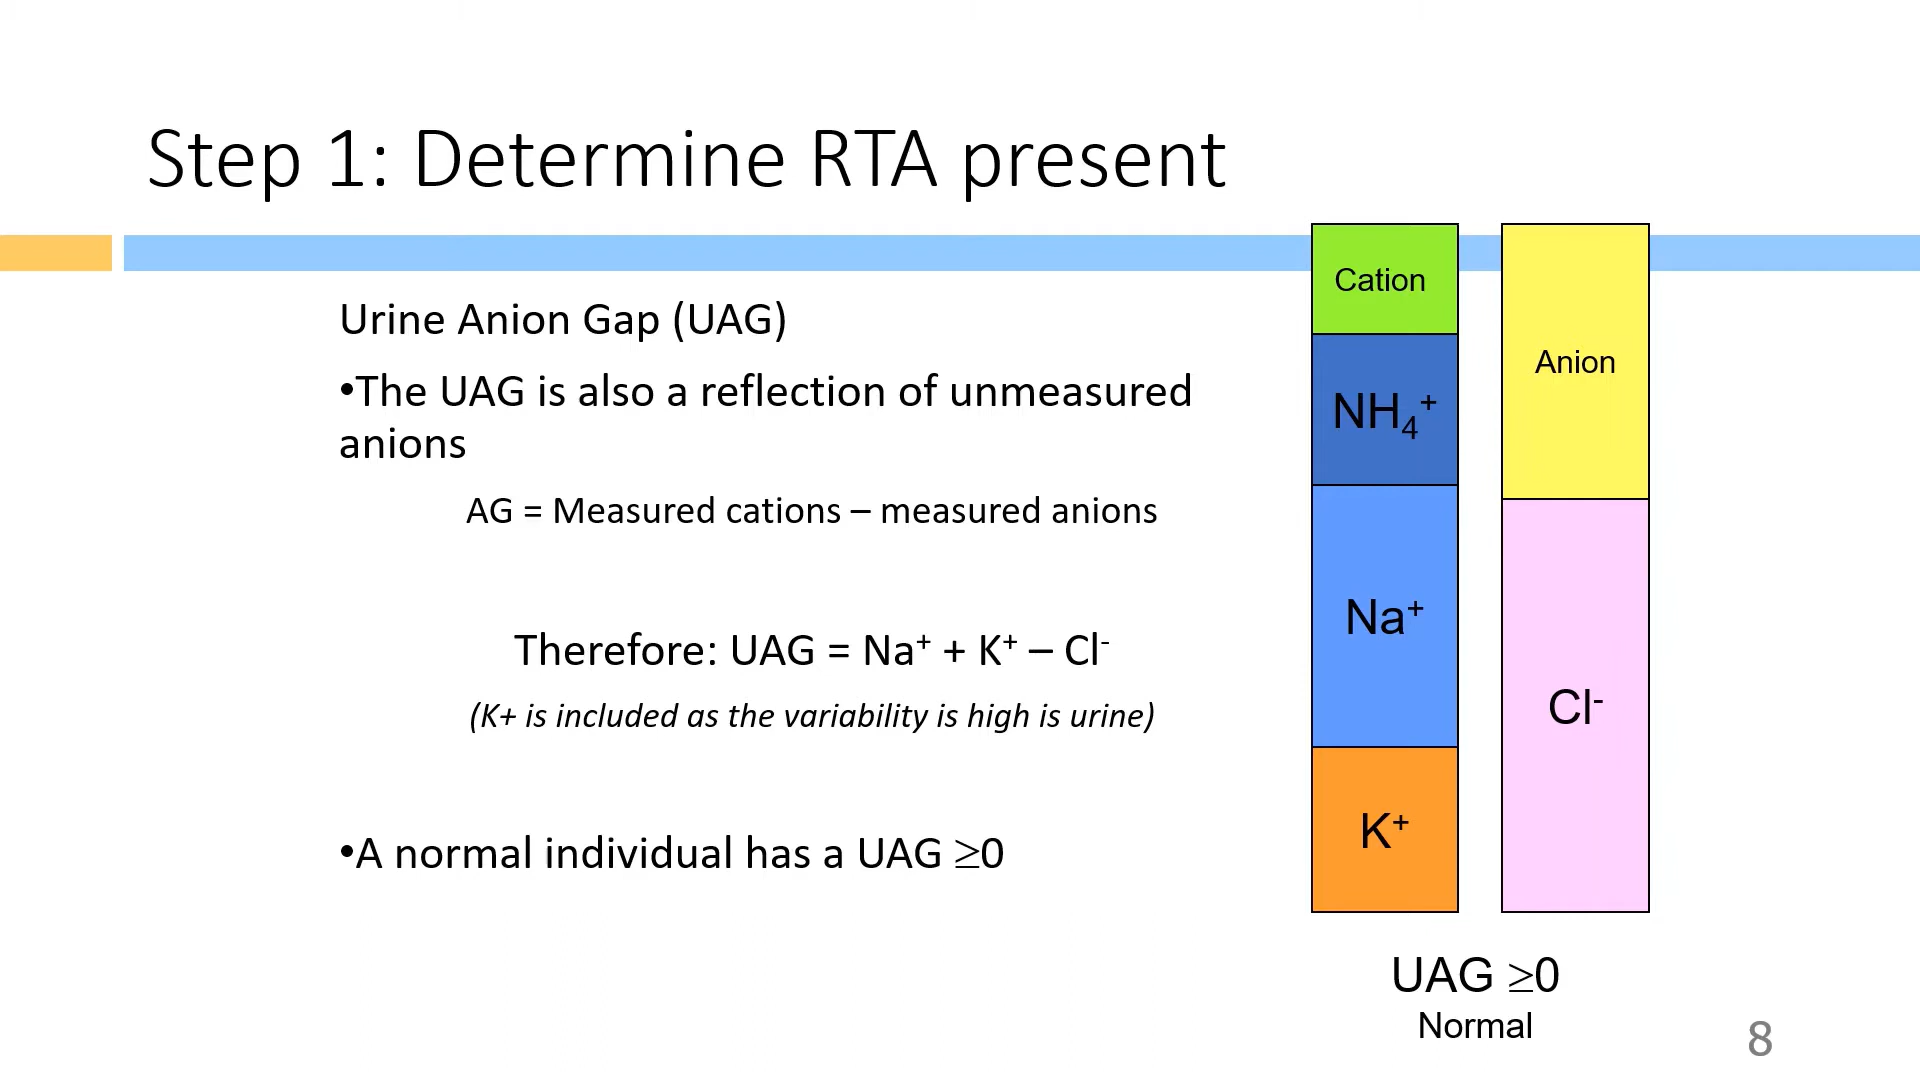 Step 1: Determine RTA present
Urine Anion Gap (UAG)
•The UAG is also a reflection of unmeasured
anions
AG = Measured cations – measured anions
Therefore: UAG = Na⁺ + K⁺ – Cl⁻
(K+ is included as the variability is high is urine)
•A normal individual has a UAG ≥0
Cation
NH₄⁺
Na⁺
K⁺
Anion
Cl⁻
UAG ≥0
Normal
8